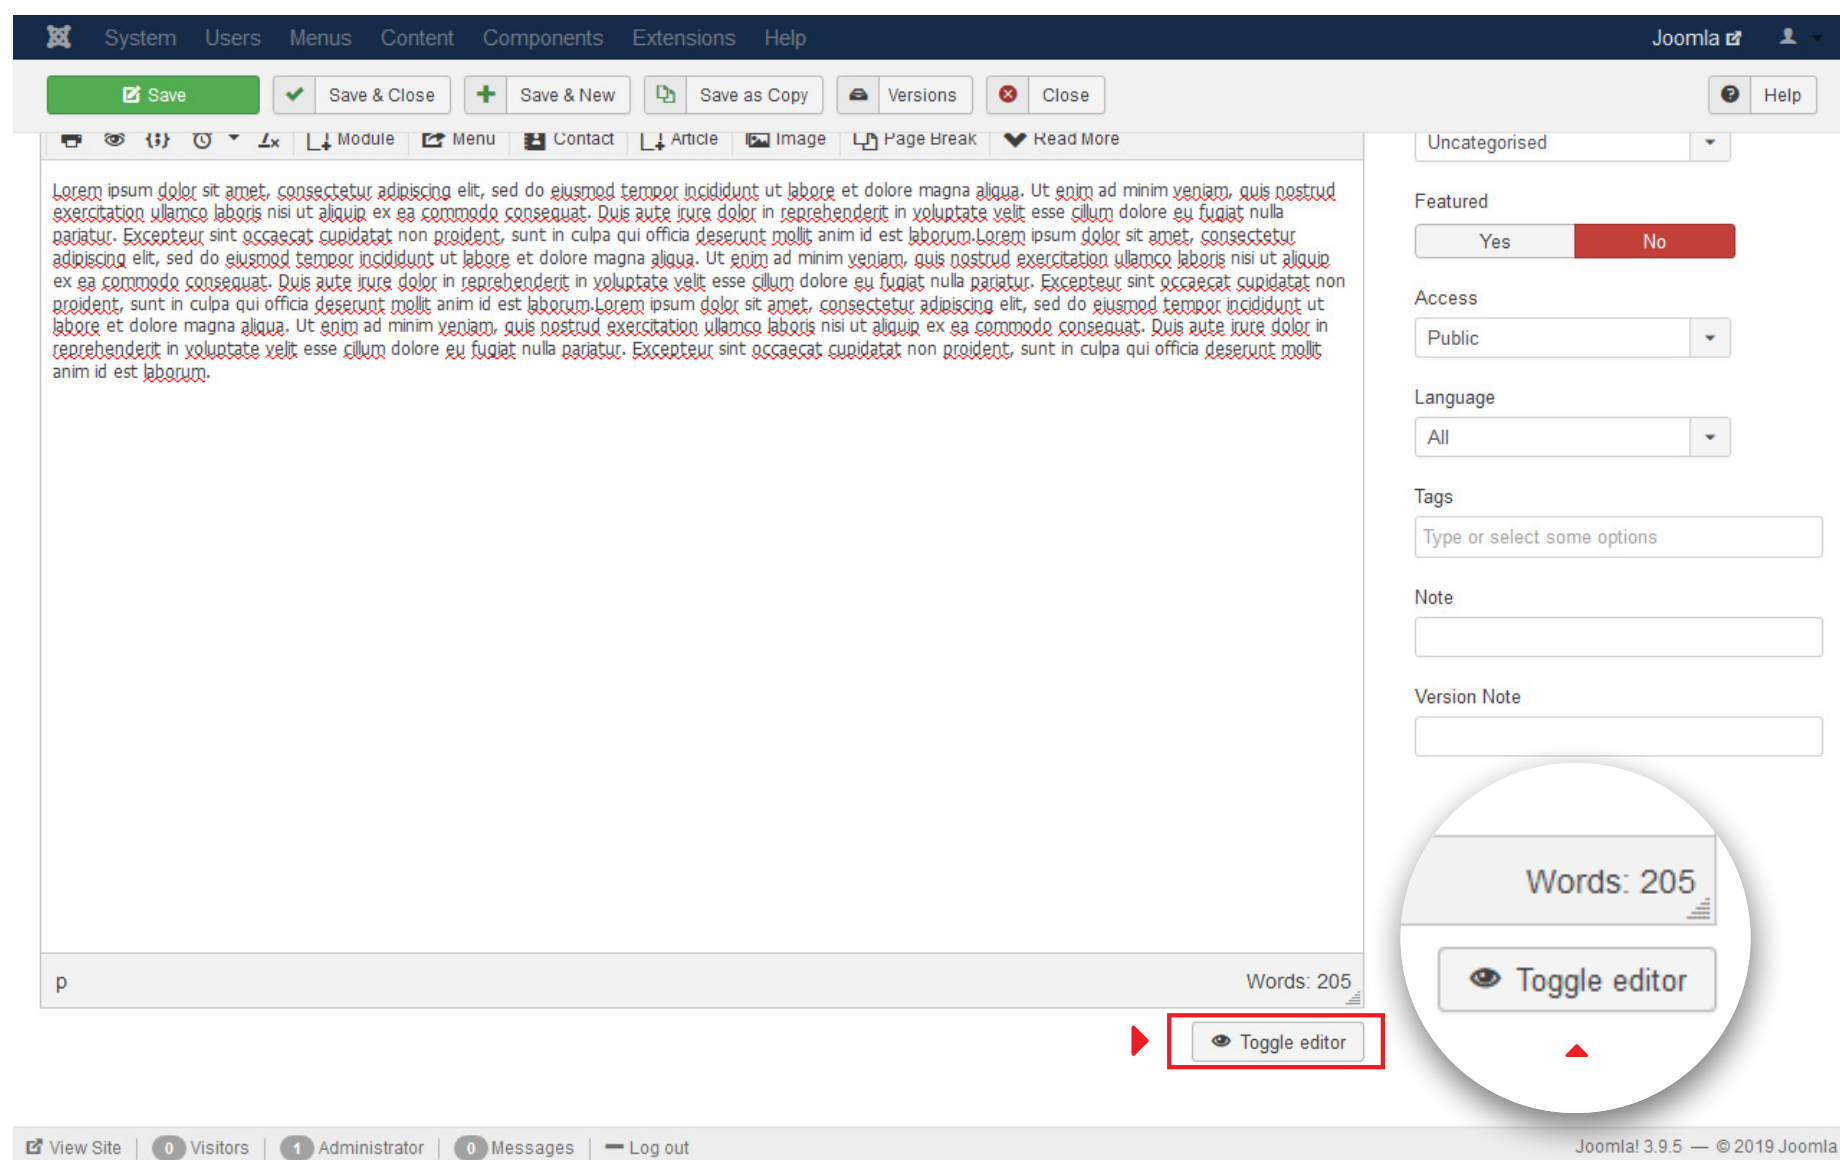 System Users Menus Content Components Extensions Help Joomla
Save Save & Close Save & New Save as Copy Versions Close Help
Module Menu Contact Article Image Page Break Read More
Uncategorised
Lorem ipsum dolor sit amet, consectetur adipiscing elit, sed do eiusmod tempor incididunt ut labore et dolore magna aliqua. Ut enim ad minim veniam, quis nostrud
exercitation ullamco laboris nisi ut aliquip ex ea commodo consequat. Duis aute irure dolor in reprehenderit in voluptate velit esse cillum dolore eu fugiat nulla
pariatur. Excepteur sint occaecat cupidatat non proident, sunt in culpa qui officia deserunt mollit anim id est laborum.Lorem ipsum dolor sit amet, consectetur
adipiscing elit, sed do eiusmod tempor incididunt ut labore et dolore magna aliqua. Ut enim ad minim veniam, quis nostrud exercitation ullamco laboris nisi ut aliquip
ex ea commodo consequat. Duis aute irure dolor in reprehenderit in voluptate velit esse cillum dolore eu fugiat nulla pariatur. Excepteur sint occaecat cupidatat non
proident, sunt in culpa qui officia deserunt mollit anim id est laborum.Lorem ipsum dolor sit amet, consectetur adipiscing elit, sed do eiusmod tempor incididunt ut
labore et dolore magna aliqua. Ut enim ad minim veniam, quis nostrud exercitation ullamco laboris nisi ut aliquip ex ea commodo consequat. Duis aute irure dolor in
reprehenderit in voluptate velit esse cillum dolore eu fugiat nulla pariatur. Excepteur sint occaecat cupidatat non proident, sunt in culpa qui officia deserunt mollit
anim id est laborum.
Featured
Yes No
Access
Public
Language
All
Tags
Type or select some options
Note
Version Note
Words: 205
Toggle editor
p Words: 205
Toggle editor
View Site 0 Visitors 1 Administrator 0 Messages Log out Joomla! 3.9.5 — © 2019 Joomla